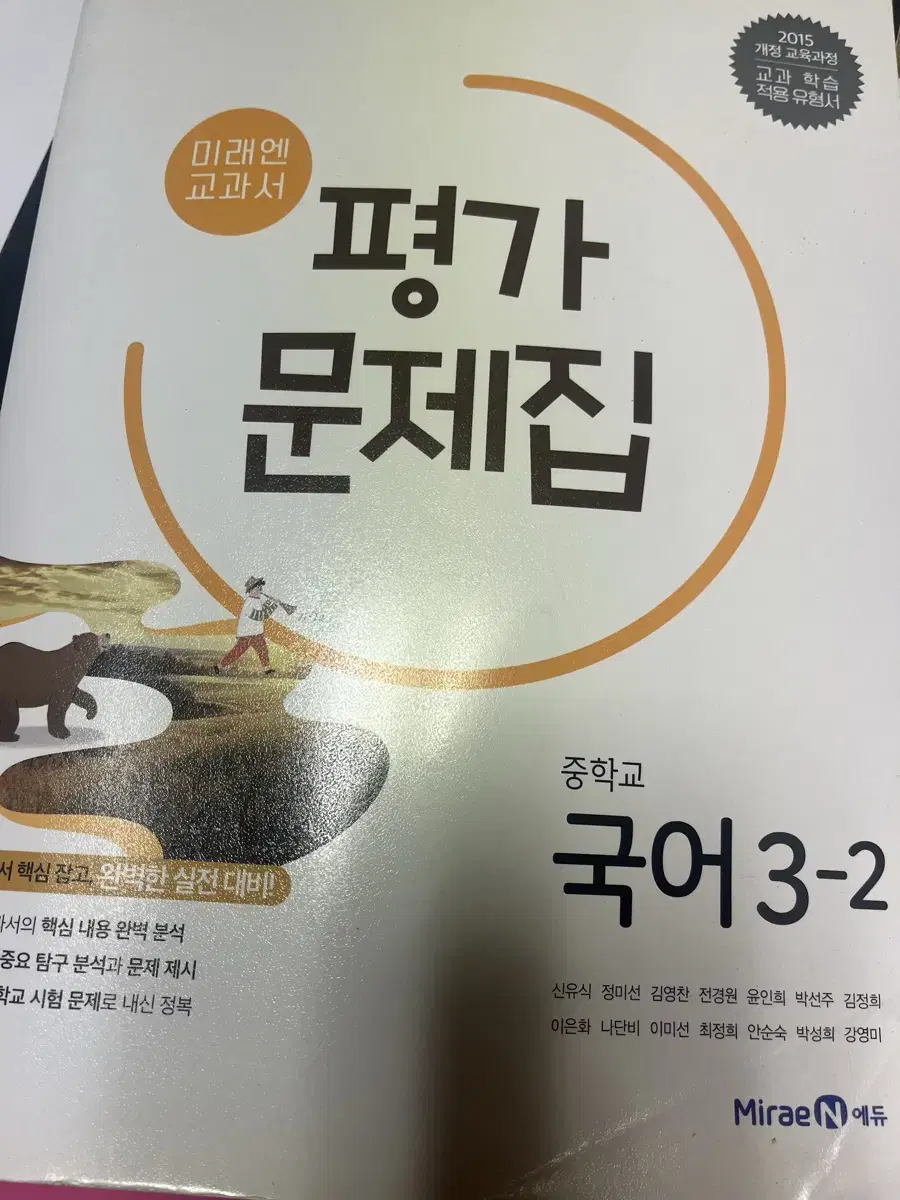 2015
개정 교육과정
교과 학습
적용 유형서
미래엔
교과서
평가
문제집
중학교
국어 3-2
서 핵심 잡고, 완벽한 실전 대비!
과서의 핵심 내용 완벽 분석
중요 탐구 분석과 문제 제시
학교 시험 문제로 내신 정복
신유식 정미선 김영찬 전경원 윤인희 박선주 김정희
이은화 나단비 이미선 최정희 안순숙 박성희 강영미
Mirae N 에듀